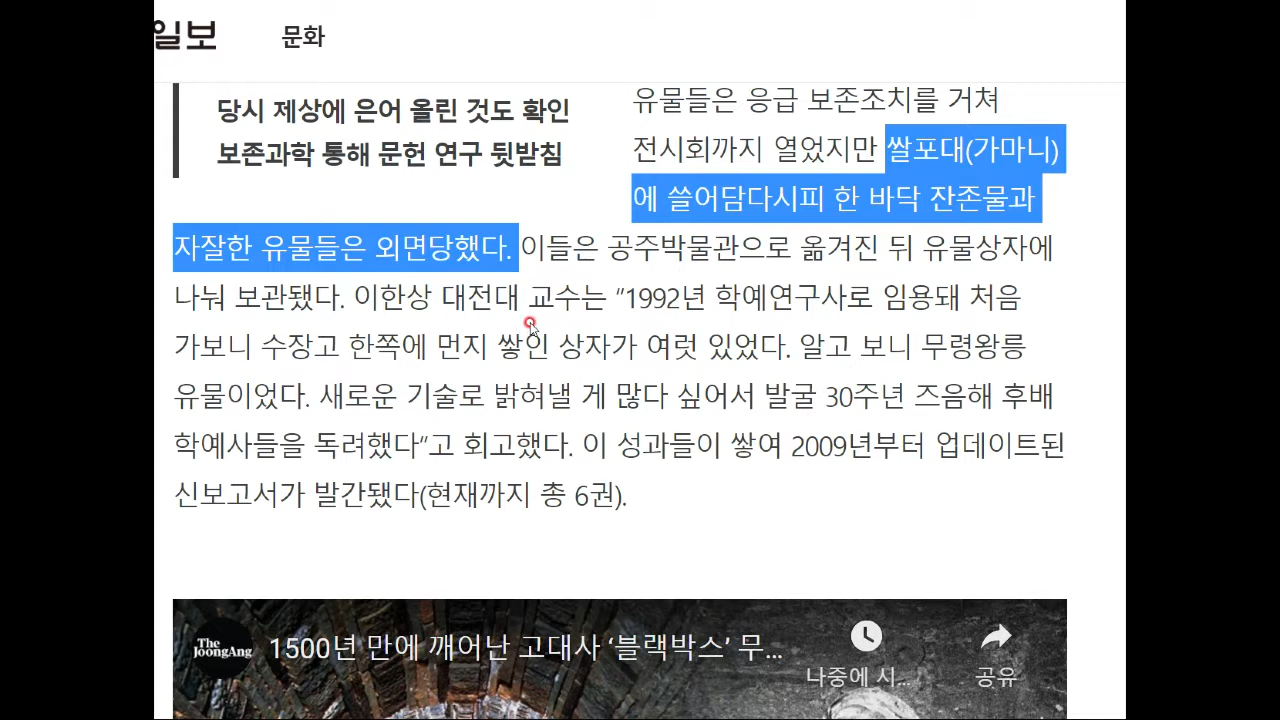 일보
문화
당시 제상에 은어 올린 것도 확인
보존과학 통해 문헌 연구 뒷받침
유물들은 응급 보존조치를 거쳐
전시회까지 열었지만 쌀포대(가마니)
에 쓸어담다시피 한 바닥 잔존물과
자잘한 유물들은 외면당했다. 이들은 공주박물관으로 옮겨진 뒤 유물상자에
나눠 보관됐다. 이한상 대전대 교수는 “1992년 학예연구사로 임용돼 처음
가보니 수장고 한쪽에 먼지 쌓인 상자가 여럿 있었다. 알고 보니 무령왕릉
유물이었다. 새로운 기술로 밝혀낼 게 많다 싶어서 발굴 30주년 즈음해 후배
학예사들을 독려했다”고 회고했다. 이 성과들이 쌓여 2009년부터 업데이트된
신보고서가 발간됐다(현재까지 총 6권).
The JoongAng
1500년 만에 깨어난 고대사 ‘블랙박스’ 무...
나중에 시...
공유